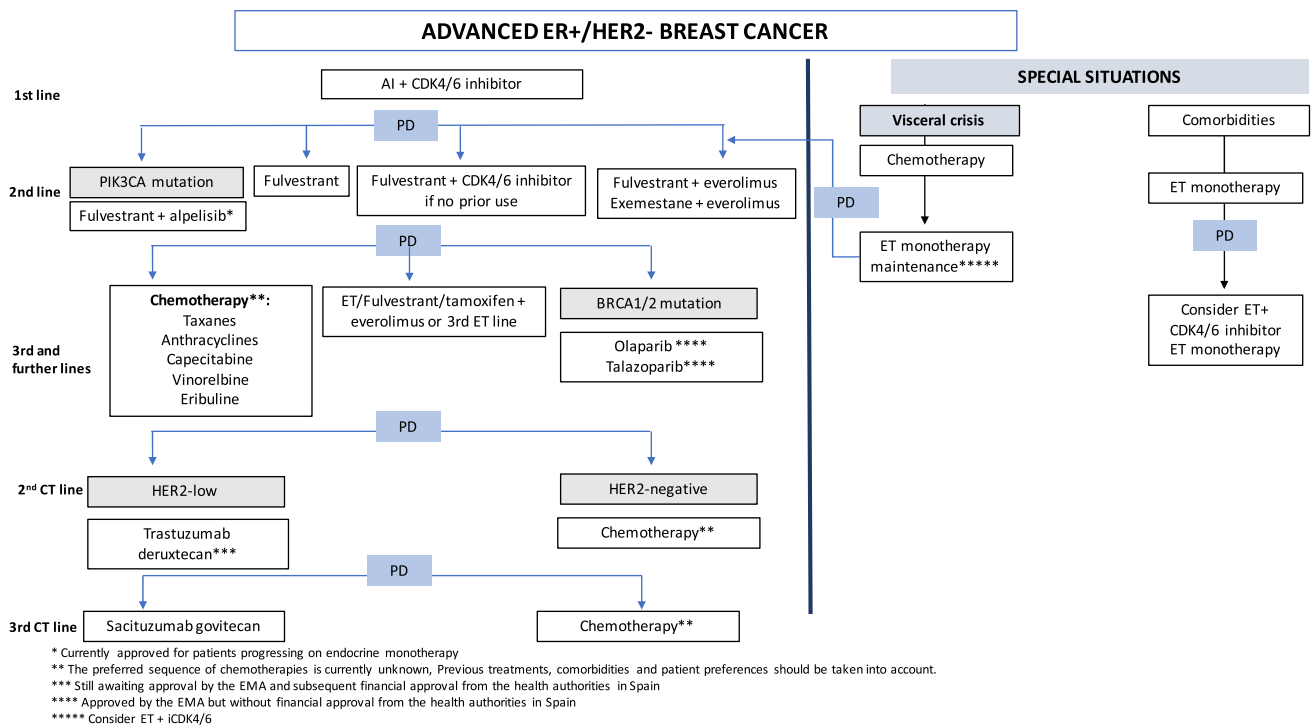 ADVANCED ER+/HER2- BREAST CANCER
1st line
AI + CDK4/6 inhibitor
PD
2nd line
PIK3CA mutation
Fulvestrant + alpelisib*
Fulvestrant
Fulvestrant + CDK4/6 inhibitor
if no prior use
Fulvestrant + everolimus
Exemestane + everolimus
PD
3rd and
further lines
Chemotherapy**:
Taxanes
Anthracyclines
Capecitabine
Vinorelbine
Eribuline
ET/Fulvestrant/tamoxifen +
everolimus or 3rd ET line
BRCA1/2 mutation
Olaparib ****
Talazoparib****
PD
2nd CT line
HER2-low
Trastuzumab
deruxtecan***
HER2-negative
Chemotherapy**
PD
3rd CT line
Sacituzumab govitecan
Chemotherapy**
SPECIAL SITUATIONS
Visceral crisis
Chemotherapy
PD
ET monotherapy
maintenance*****
Comorbidities
ET monotherapy
PD
Consider ET+
CDK4/6 inhibitor
ET monotherapy
* Currently approved for patients progressing on endocrine monotherapy
** The preferred sequence of chemotherapies is currently unknown, Previous treatments, comorbidities and patient preferences should be taken into account.
*** Still awaiting approval by the EMA and subsequent financial approval from the health authorities in Spain
**** Approved by the EMA but without financial approval from the health authorities in Spain
***** Consider ET + iCDK4/6